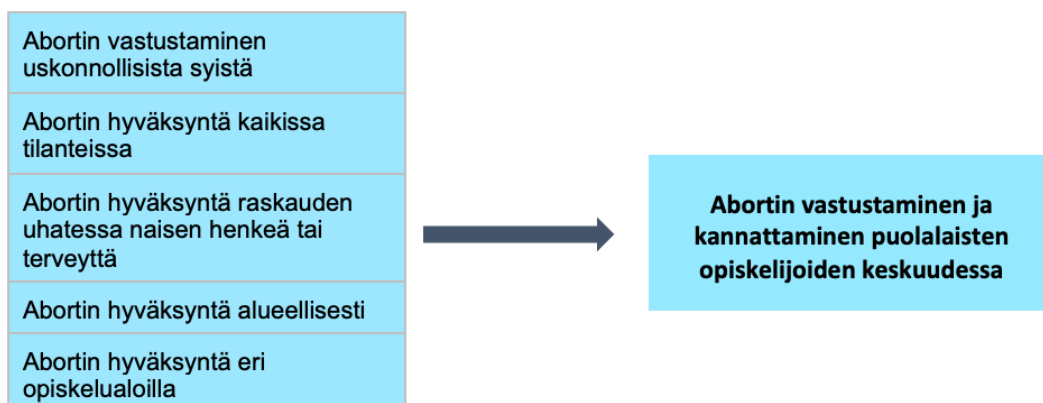 Abortin vastustaminen
uskonnollisista syistä
Abortin hyväksyntä kaikissa
tilanteissa
Abortin hyväksyntä raskauden
uhatessa naisen henkeä tai
terveyttä
Abortin hyväksyntä alueellisesti
Abortin hyväksyntä eri
opiskelualoilla
Abortin vastustaminen ja
kannattaminen puolalaisten
opiskelijoiden keskuudessa